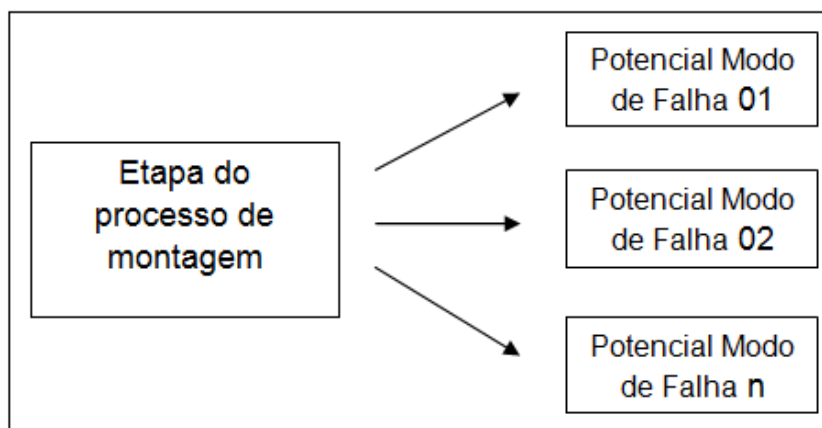 Etapa do
processo de
montagem
Potencial Modo
de Falha 01
Potencial Modo
de Falha 02
Potencial Modo
de Falha n